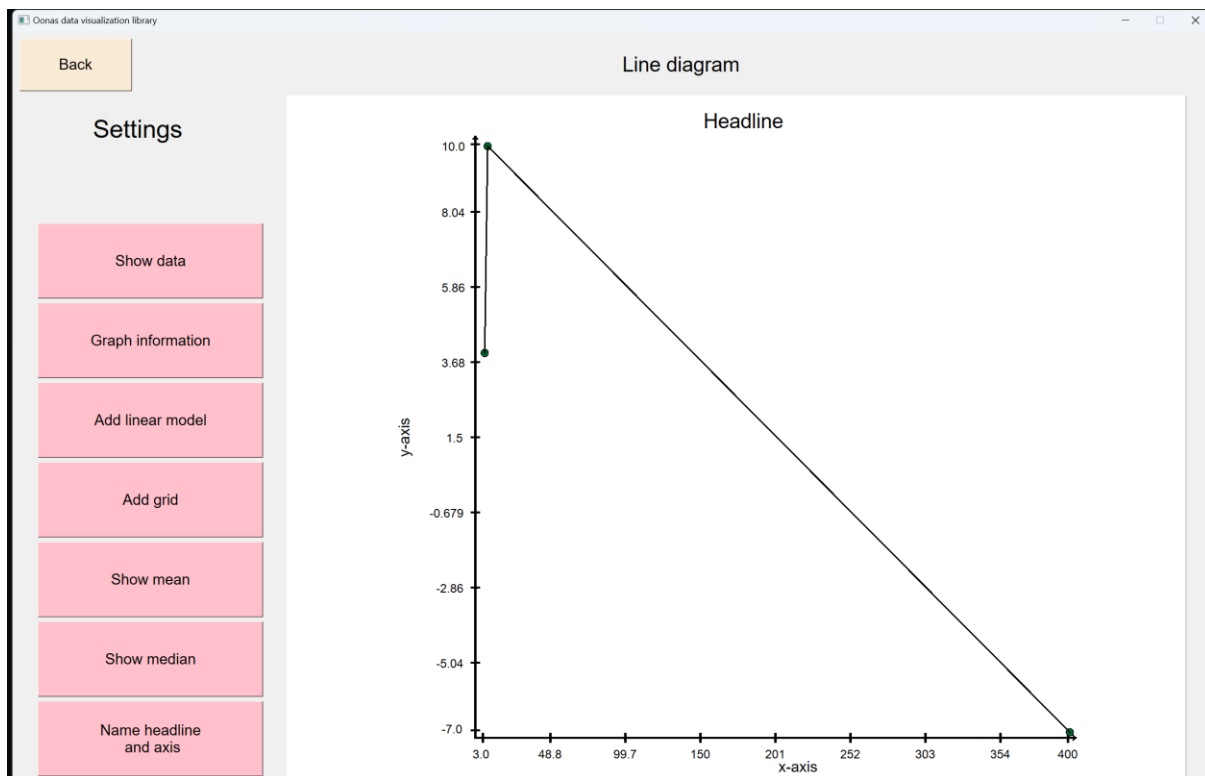 Oonas data visualization library
Back
Line diagram
Settings
Headline
Show data
Graph information
Add linear model
Add grid
Show mean
Show median
Name headline
and axis
10.0
8.04
5.86
3.68
1.5
-0.679
-2.86
-5.04
-7.0
y-axis
3.0 48.8 99.7 150 201 252 303 354 400
x-axis